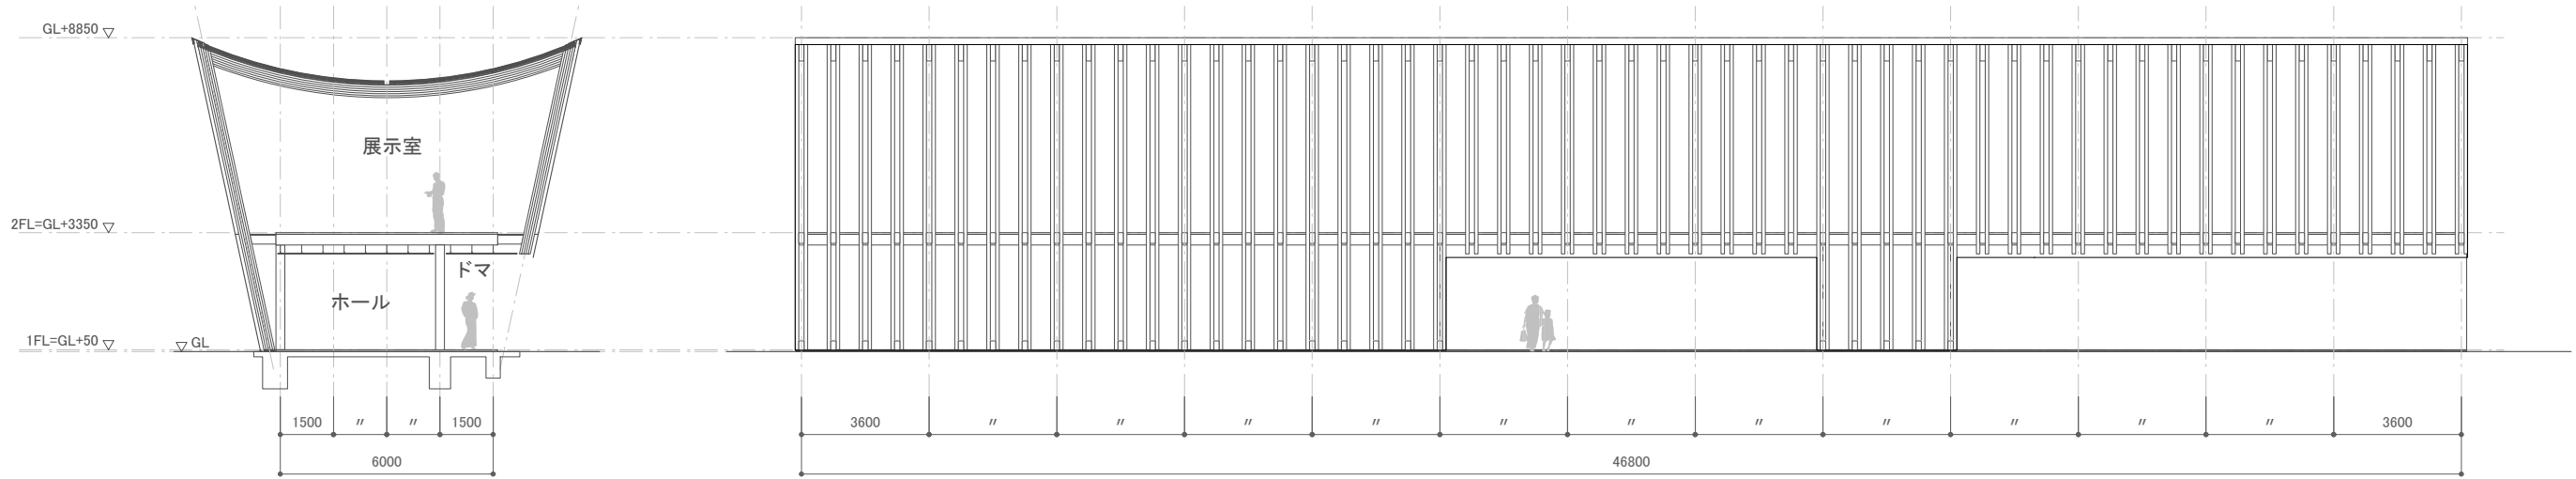 GL+8850
展示室
2FL=GL+3350
ドマ
ホール
1FL=GL+50
GL
1500 〃 〃 1500
6000
3600 〃 〃 〃 〃 〃 〃 〃 〃 〃 〃 〃 3600
46800